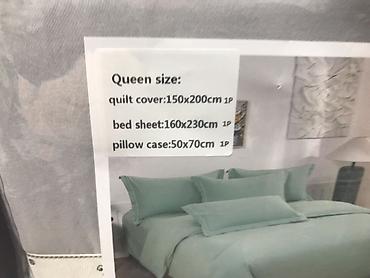 Queen size:
quilt cover:150x200cm 1P
bed sheet:160x230cm 1P
pillow case:50x70cm 1P